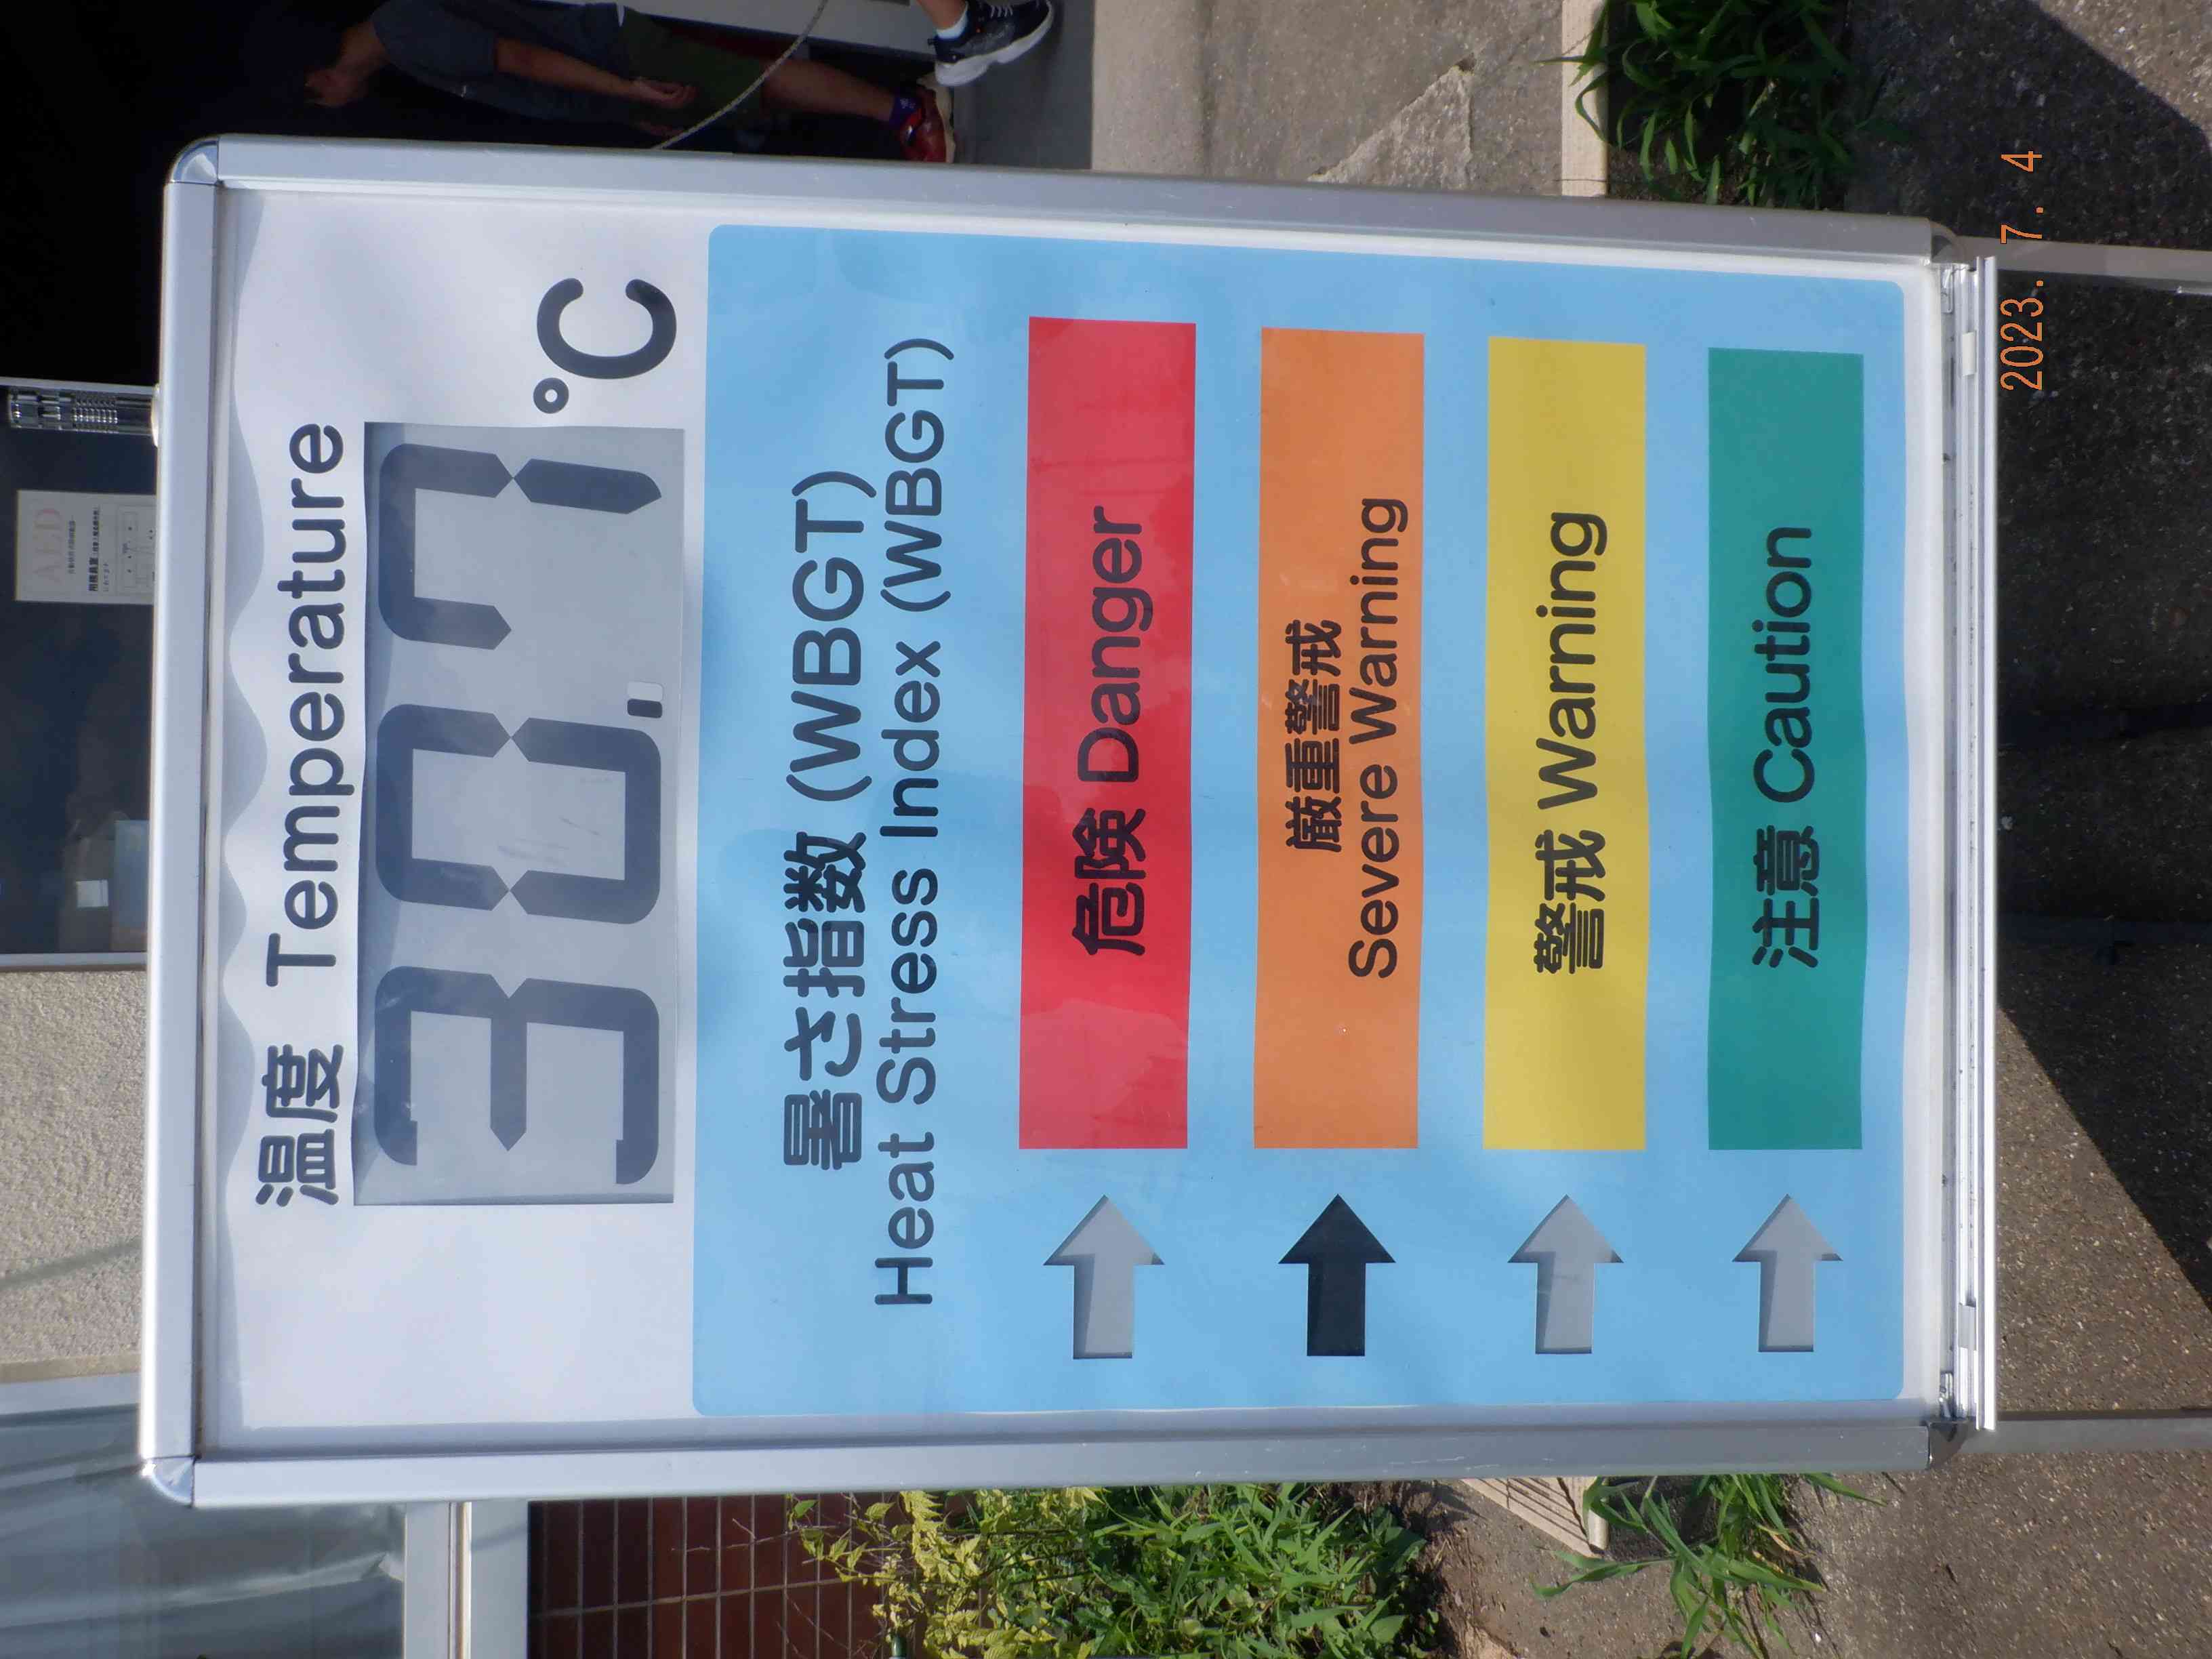 温度 Temperature
30.7 °C
暑さ指数 (WBGT)
Heat Stress Index (WBGT)
危険 Danger
厳重警戒
Severe Warning
警戒 Warning
注意 Caution
AED
2023. 7. 4